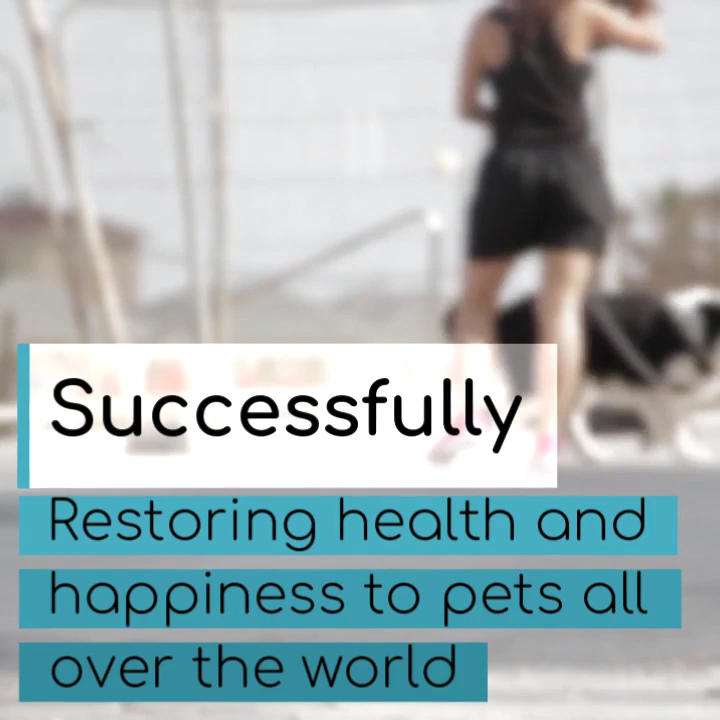 Successfully
Restoring health and
happiness to pets all
over the world